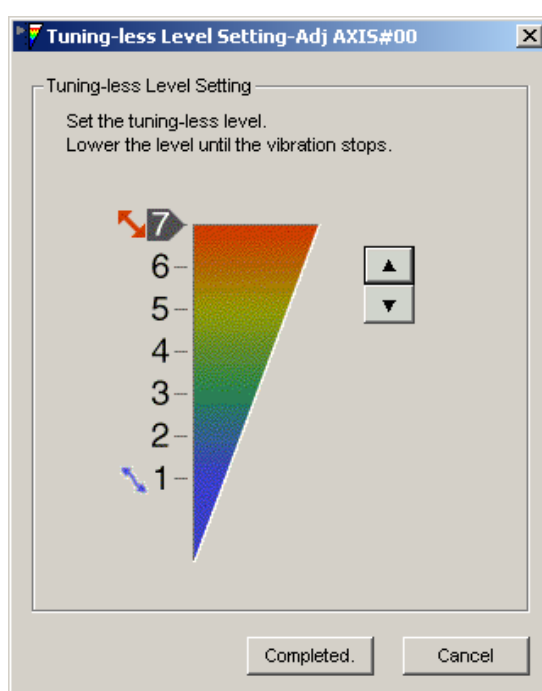 Tuning-less Level Setting-Adj AXIS#00
Tuning-less Level Setting
Set the tuning-less level.
Lower the level until the vibration stops.
7
6
5
4
3
2
1
Completed.
Cancel